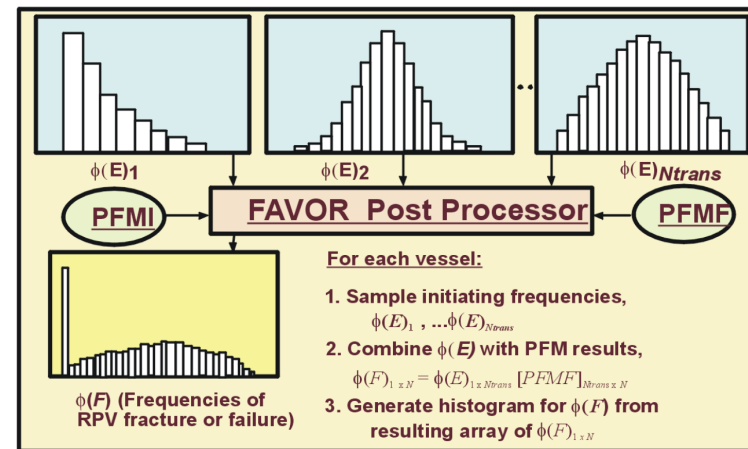 ϕ(E)1
ϕ(E)2
..
ϕ(E)Ntrans
PFMI
FAVOR Post Processor
PFMF
For each vessel:
1. Sample initiating frequencies,
ϕ(E)1 , ...ϕ(E)Ntrans
2. Combine ϕ(E) with PFM results,
ϕ(F)1 x N = ϕ(E)1 x Ntrans [PFMF]Ntrans x N
3. Generate histogram for ϕ(F) from
resulting array of ϕ(F)1 x N
ϕ(F) (Frequencies of
RPV fracture or failure)